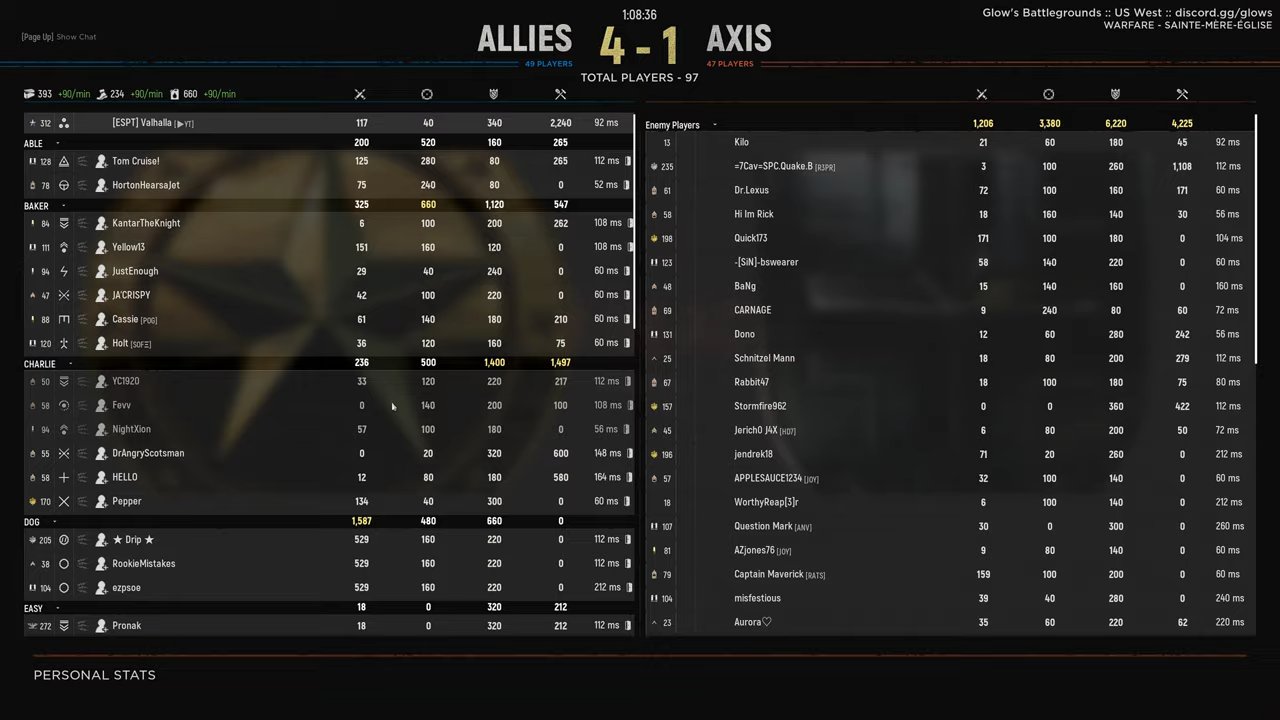 1:08:36
Glow's Battlegrounds :: US West :: discord.gg/glows
WARFARE - SAINTE-MÈRE-ÉGLISE
[Page Up] Show Chat
ALLIES 4 - 1 AXIS
49 PLAYERS 47 PLAYERS
TOTAL PLAYERS - 97
393 +90/min 234 +90/min 660 +90/min
312 [ESPT] Valhalla [▶YT] 117 40 340 2,240 92 ms
ABLE 200 520 160 265
128 Tom Cruise! 125 280 80 265 112 ms
78 HortonHearsaJet 75 240 80 0 52 ms
BAKER 325 660 1,120 547
84 KantarTheKnight 6 100 200 262 108 ms
111 Yellow13 151 160 120 0 108 ms
94 JustEnough 29 40 240 0 60 ms
47 JA'CRISPY 42 100 220 0 60 ms
88 Cassie [POG] 61 140 180 210 60 ms
120 Holt [SOFΞ] 36 120 160 75 60 ms
CHARLIE 236 500 1,400 1,497
50 YC1920 33 120 220 217 112 ms
58 Fevv 0 140 200 100 108 ms
94 NightXion 57 100 180 0 56 ms
55 DrAngryScotsman 0 20 320 600 148 ms
58 HELLO 12 80 180 580 164 ms
170 Pepper 134 40 300 0 60 ms
DOG 1,587 480 660 0
205 ★ Drip ★ 529 160 220 0 112 ms
38 RookieMistakes 529 160 220 0 112 ms
104 ezpsoe 529 160 220 0 212 ms
EASY 18 0 320 212
272 Pronak 18 0 320 212 112 ms
Enemy Players 1,206 3,380 6,220 4,225
13 Kilo 21 60 180 45 92 ms
235 =7Cav=SPC.Quake.B [R3PR] 3 100 260 1,108 112 ms
61 Dr.Lexus 72 100 160 171 60 ms
58 Hi Im Rick 18 160 140 30 56 ms
198 Quick173 171 100 180 0 104 ms
123 -[SiN]-bswearer 58 140 220 0 60 ms
48 BaNg 15 140 160 0 160 ms
69 CARNAGE 9 240 80 60 72 ms
131 Dono 12 60 280 242 56 ms
25 Schnitzel Mann 18 80 200 279 112 ms
67 Rabbit47 18 100 180 75 80 ms
157 Stormfire962 0 0 360 422 112 ms
45 Jerich0 J4X [HD7] 6 80 200 50 72 ms
196 jendrek18 71 20 260 0 212 ms
57 APPLESAUCE1234 [JOY] 32 100 140 0 60 ms
18 WorthyReap[3]r 6 100 140 0 212 ms
107 Question Mark [ANV] 30 0 300 0 260 ms
81 AZjones76 [JOY] 9 80 140 0 60 ms
79 Captain Maverick [RATS] 159 100 200 0 60 ms
104 misfestious 39 40 280 0 240 ms
23 Aurora♡ 35 60 220 62 220 ms
PERSONAL STATS